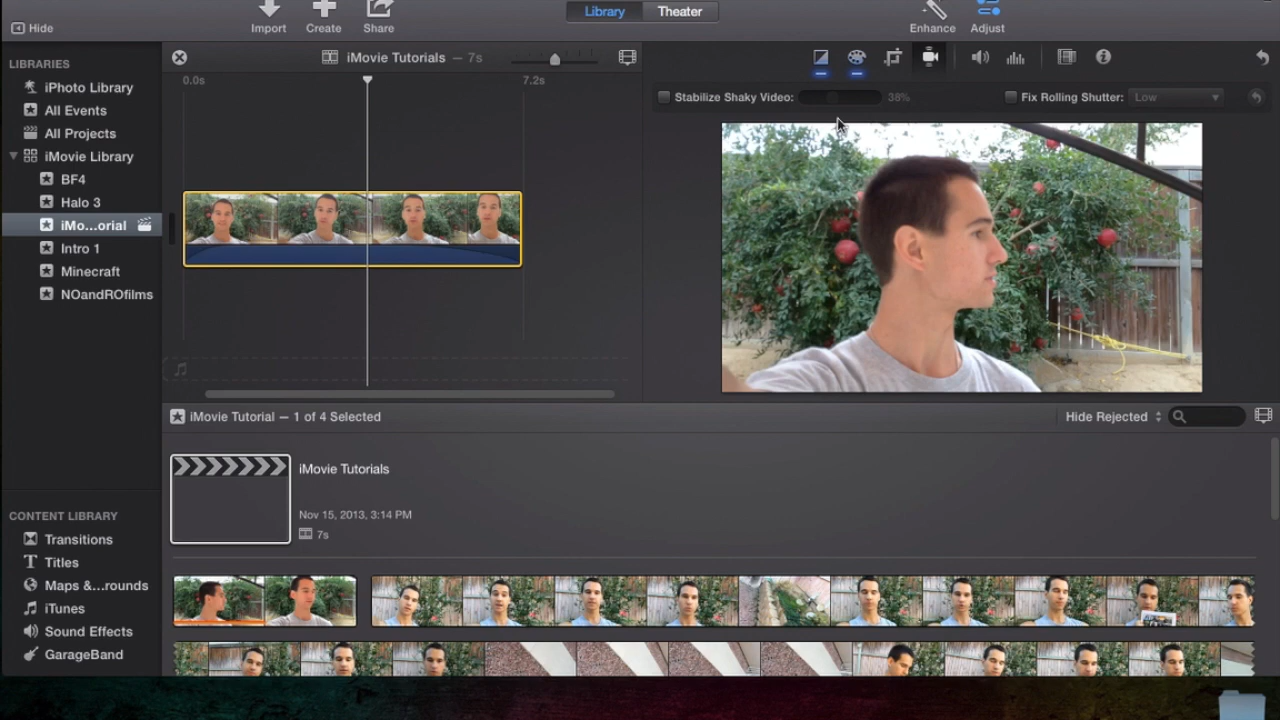 Hide
Import
Create
Share
Library
Theater
Enhance
Adjust
LIBRARIES
iPhoto Library
All Events
All Projects
iMovie Library
BF4
Halo 3
iMo...orial
Intro 1
Minecraft
NOandROfilms
CONTENT LIBRARY
Transitions
Titles
Maps &...rounds
iTunes
Sound Effects
GarageBand
iMovie Tutorials — 7s
0.0s
7.2s
Stabilize Shaky Video:
38%
Fix Rolling Shutter:
Low
iMovie Tutorial — 1 of 4 Selected
Hide Rejected
iMovie Tutorials
Nov 15, 2013, 3:14 PM
7s